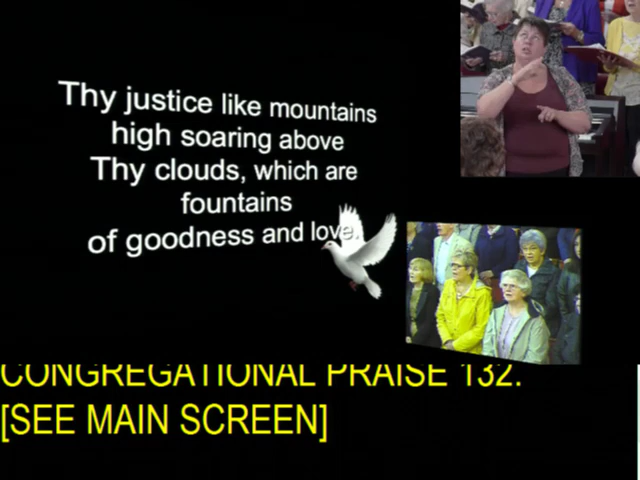 Thy justice like mountains
high soaring above
Thy clouds, which are
fountains
of goodness and love.
CONGREGATIONAL PRAISE 132.
[SEE MAIN SCREEN]